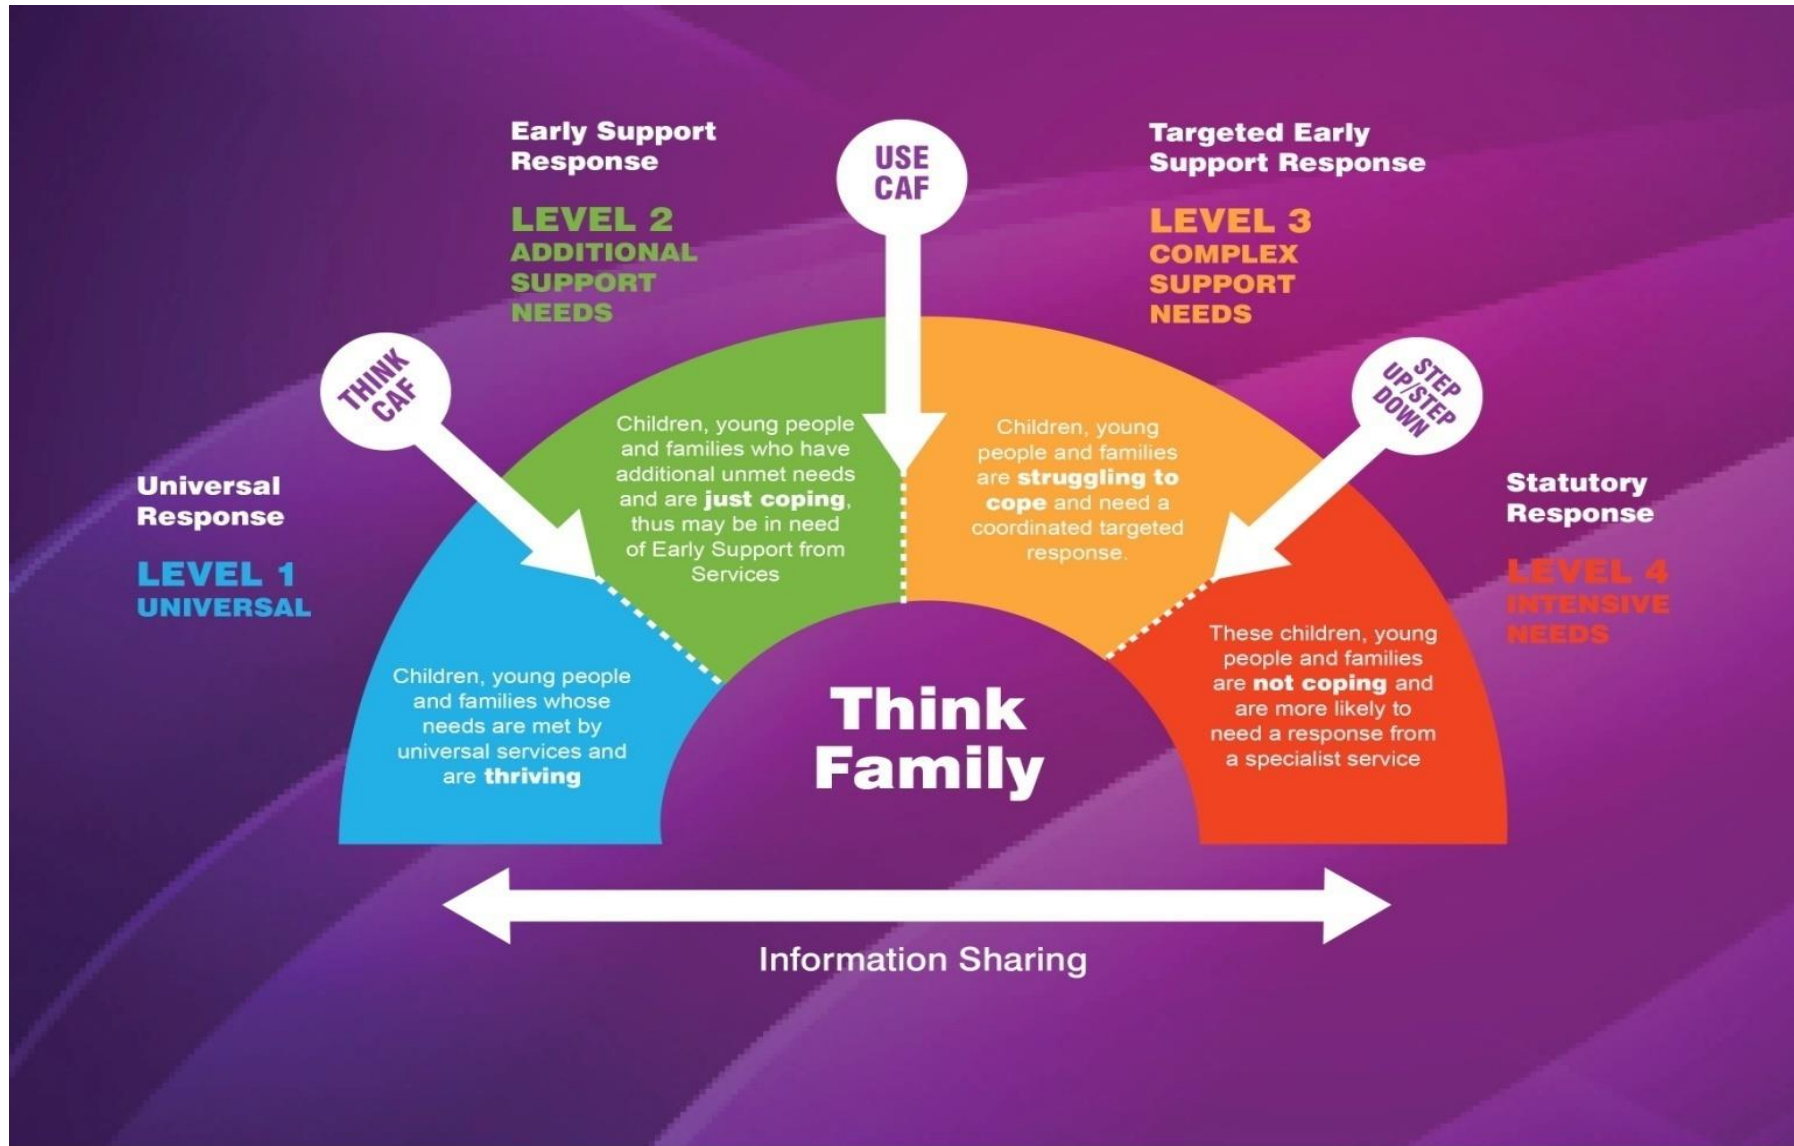 Early Support
Response
LEVEL 2
ADDITIONAL
SUPPORT
NEEDS
USE
CAF
Targeted Early
Support Response
LEVEL 3
COMPLEX
SUPPORT
NEEDS
THINK
CAF
STEP
UP/STEP
DOWN
Universal
Response
LEVEL 1
UNIVERSAL
Children, young people
and families who have
additional unmet needs
and are just coping,
thus may be in need
of Early Support from
Services
Children, young
people and families
are struggling to
cope and need a
coordinated targeted
response.
Statutory
Response
LEVEL 4
INTENSIVE
NEEDS
Children, young people
and families whose
needs are met by
universal services and
are thriving
These children, young
people and families
are not coping and
are more likely to
need a response from
a specialist service
Think
Family
Information Sharing